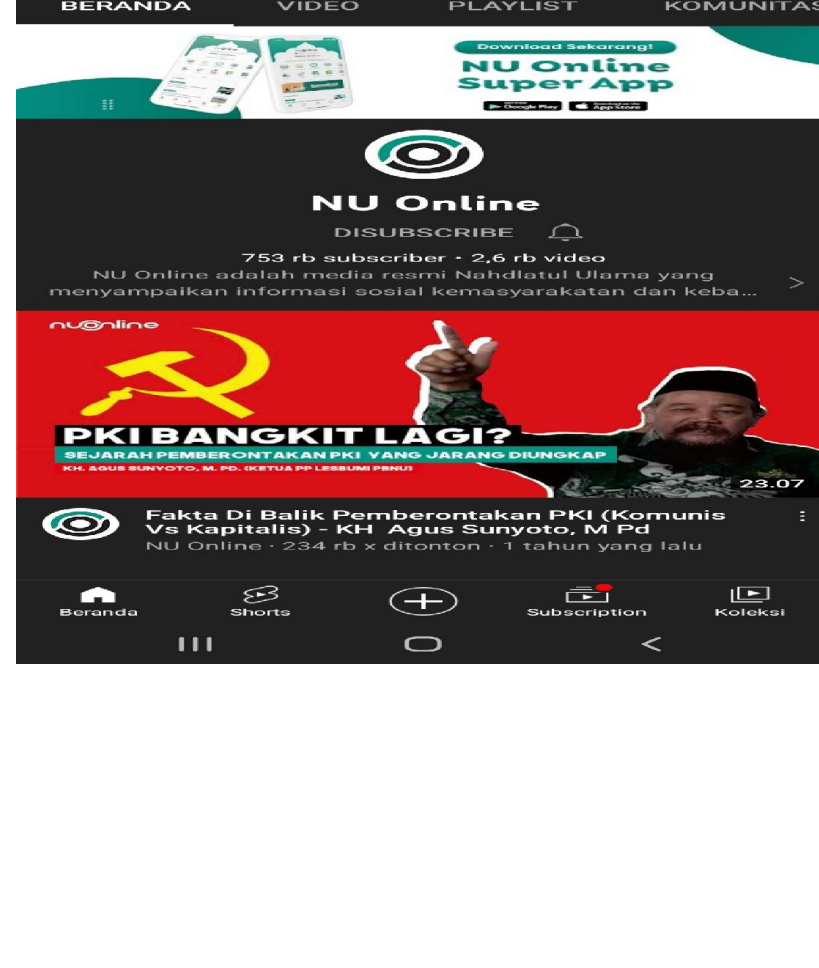 BERANDA VIDEO PLAYLIST KOMUNITAS
Download Sekarang!
NU Online
Super App
Google Play App Store
NU Online
DISUBSCRIBE
753 rb subscriber · 2,6 rb video
NU Online adalah media resmi Nahdlatul Ulama yang
menyampaikan informasi sosial kemasyarakatan dan keba...
nuonline
PKI BANGKIT LAGI?
SEJARAH PEMBERONTAKAN PKI YANG JARANG DIUNGKAP
KH. AGUS SUNYOTO, M. PD. (KETUA PP LESBUMI PBNU)
23.07
Fakta Di Balik Pemberontakan PKI (Komunis
Vs Kapitalis) - KH Agus Sunyoto, M Pd
NU Online · 234 rb x ditonton · 1 tahun yang lalu
Beranda Shorts Subscription Koleksi